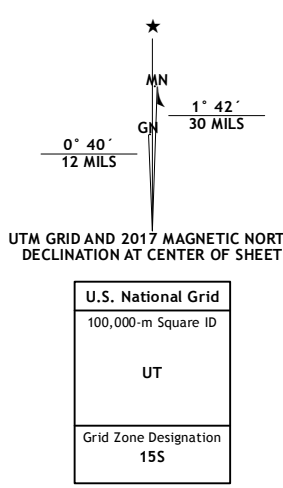 ★
MN
1° 42´
30 MILS
GN
0° 40´
12 MILS
UTM GRID AND 2017 MAGNETIC NORT
DECLINATION AT CENTER OF SHEET
U.S. National Grid
100,000-m Square ID
UT
Grid Zone Designation
15S